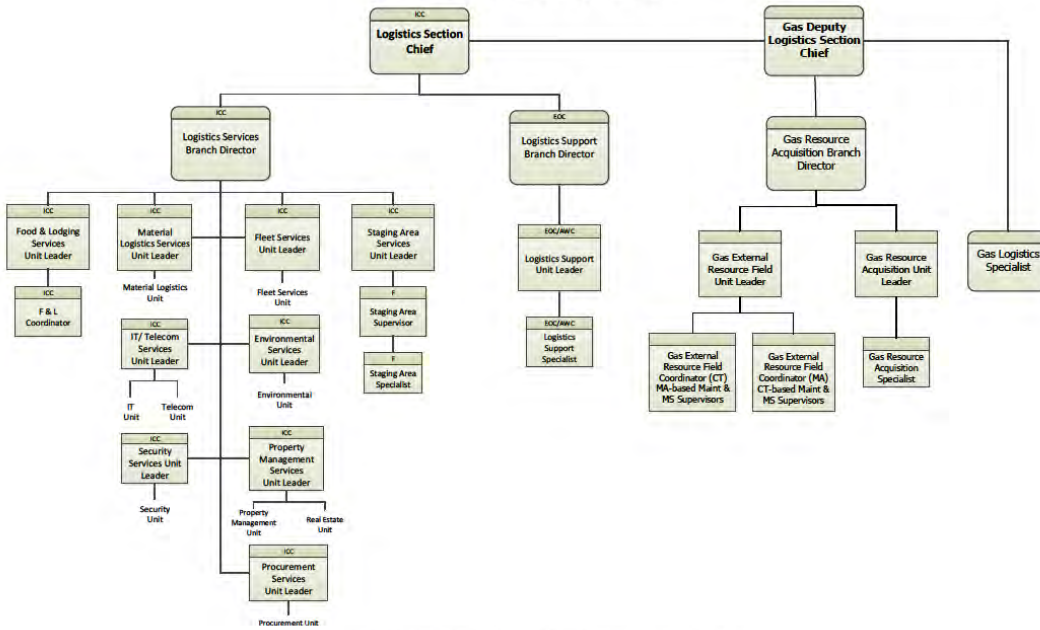 ICC
Logistics Section
Chief
Gas Deputy
Logistics Section
Chief
ICC
Logistics Services
Branch Director
EOC
Logistics Support
Branch Director
Gas Resource
Acquisition Branch
Director
ICC
Food & Lodging
Services
Unit Leader
ICC
Material
Logistics Services
Unit Leader
ICC
Fleet Services
Unit Leader
ICC
Staging Area
Services
Unit Leader
EOC/AWC
Logistics Support
Unit Leader
Gas External
Resource Field
Unit Leader
Gas Resource
Acquisition Unit
Leader
Gas Logistics
Specialist
ICC
F & L
Coordinator
Material Logistics
Unit
Fleet Services
Unit
F
Staging Area
Supervisor
ICC
IT/ Telecom
Services
Unit Leader
ICC
Environmental
Services
Unit Leader
F
Staging Area
Specialist
EOC/AWC
Logistics
Support
Specialist
Gas External
Resource Field
Coordinator (CT)
MA-based Maint &
MS Supervisors
Gas External
Resource Field
Coordinator (MA)
CT-based Maint &
MS Supervisors
Gas Resource
Acquisition
Specialist
IT
Unit
Telecom
Unit
Environmental
Unit
ICC
Security
Services Unit
Leader
ICC
Property
Management
Services
Unit Leader
Security
Unit
Property
Management
Unit
Real Estate
Unit
ICC
Procurement
Services
Unit Leader
Procurement Unit